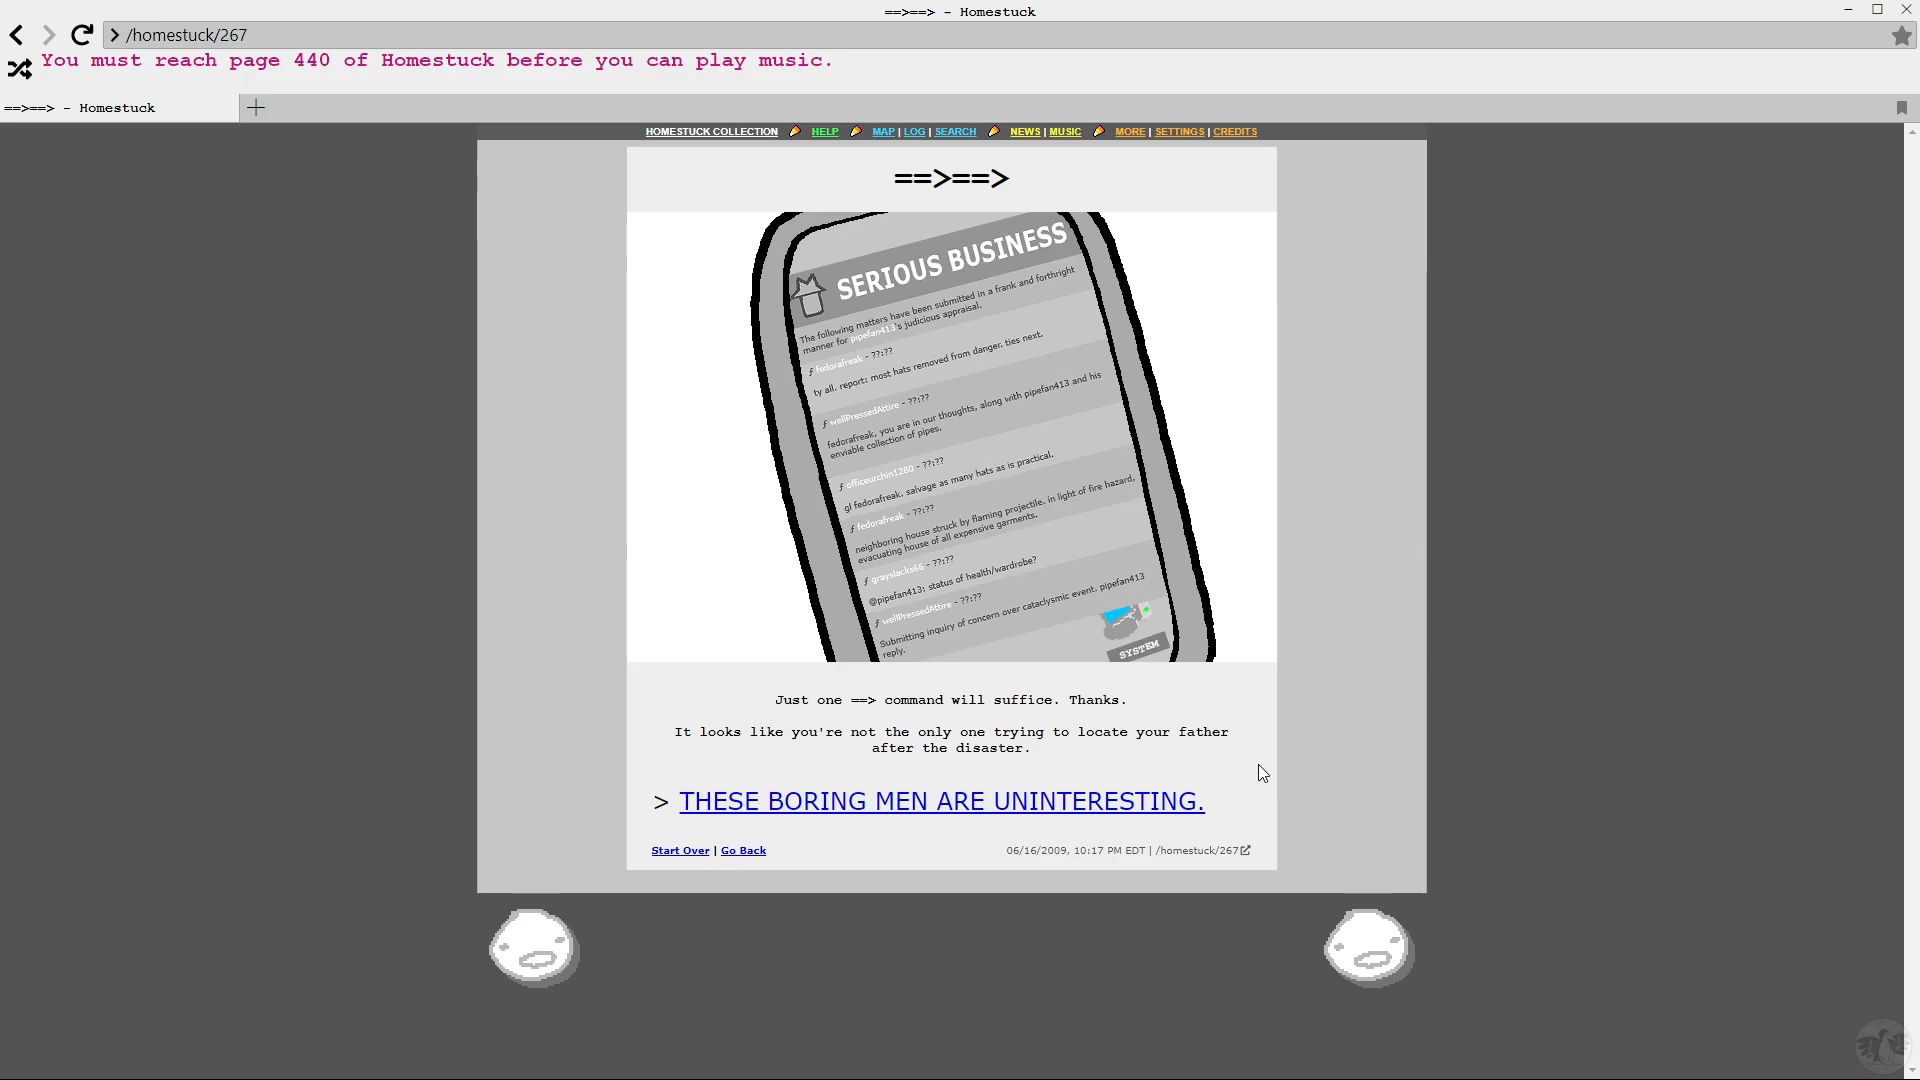 ==>==> - Homestuck
/homestuck/267
You must reach page 440 of Homestuck before you can play music.
==>==> - Homestuck
HOMESTUCK COLLECTION HELP MAP | LOG | SEARCH NEWS | MUSIC MORE | SETTINGS | CREDITS
==>==>
SERIOUS BUSINESS
The following matters have been submitted in a frank and forthright
manner for pipefan413's judicious appraisal.
ƒ fedorafreak - ??:??
ty all. report: most hats removed from danger. ties next.
ƒ wellPressedAttire - ??:??
fedorafreak, you are in our thoughts, along with pipefan413 and his
enviable collection of pipes.
ƒ officeurchin1280 - ??:??
gl fedorafreak. salvage as many hats as is practical.
ƒ fedorafreak - ??:??
neighboring house struck by flaming projectile. in light of fire hazard,
evacuating house of all expensive garments.
ƒ grayslacks66 - ??:??
@pipefan413; status of health/wardrobe?
ƒ wellPressedAttire - ??:??
Submitting inquiry of concern over cataclysmic event. pipefan413
reply.
SYSTEM
Just one ==> command will suffice. Thanks.
It looks like you're not the only one trying to locate your father
after the disaster.
> THESE BORING MEN ARE UNINTERESTING.
Start Over | Go Back
06/16/2009, 10:17 PM EDT | /homestuck/267